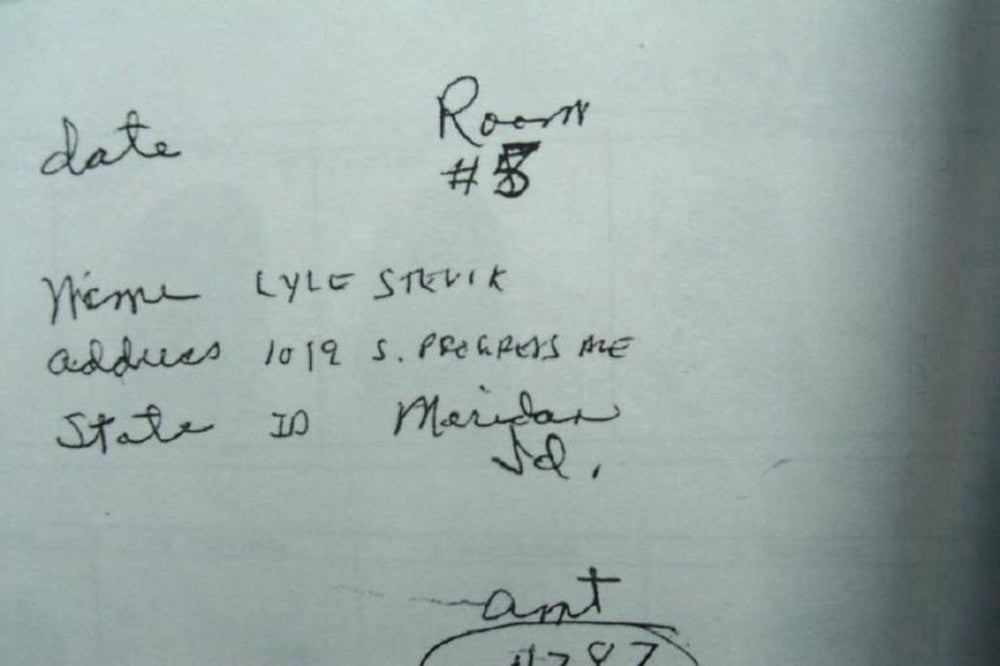 date Room
#5
Name LYLE STEVIK
address 1019 S. PROGRESS AVE
State ID Meridan
Id.
amt